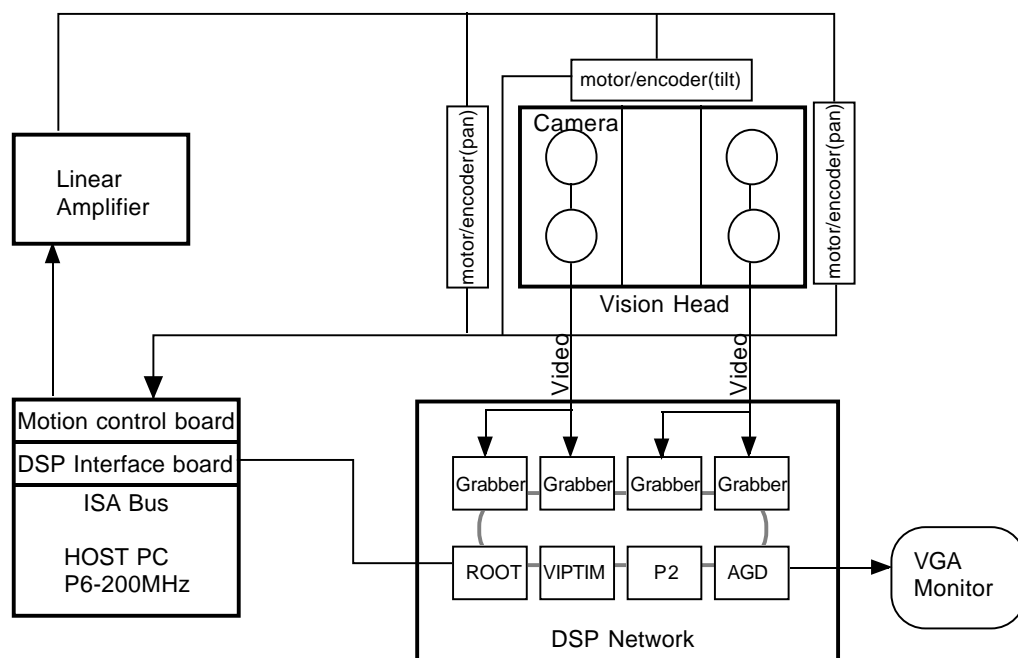 motor/encoder(tilt)
Camera
motor/encoder(pan)
motor/encoder(pan)
Linear
Amplifier
Vision Head
Video
Video
Motion control board
DSP Interface board
ISA Bus
HOST PC
P6-200MHz
Grabber
Grabber
Grabber
Grabber
ROOT
VIPTIM
P2
AGD
DSP Network
VGA
Monitor